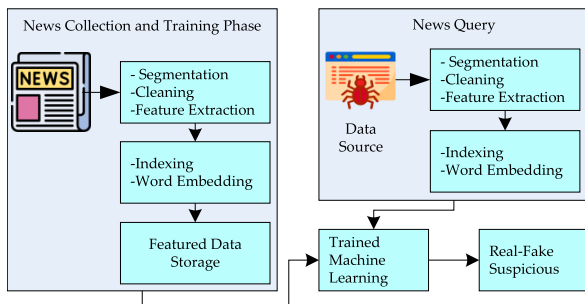 News Collection and Training Phase
NEWS
- Segmentation
-Cleaning
-Feature Extraction
-Indexing
-Word Embedding
Featured Data
Storage
News Query
Data
Source
- Segmentation
-Cleaning
-Feature Extraction
-Indexing
-Word Embedding
Trained
Machine
Learning
Real-Fake
Suspicious